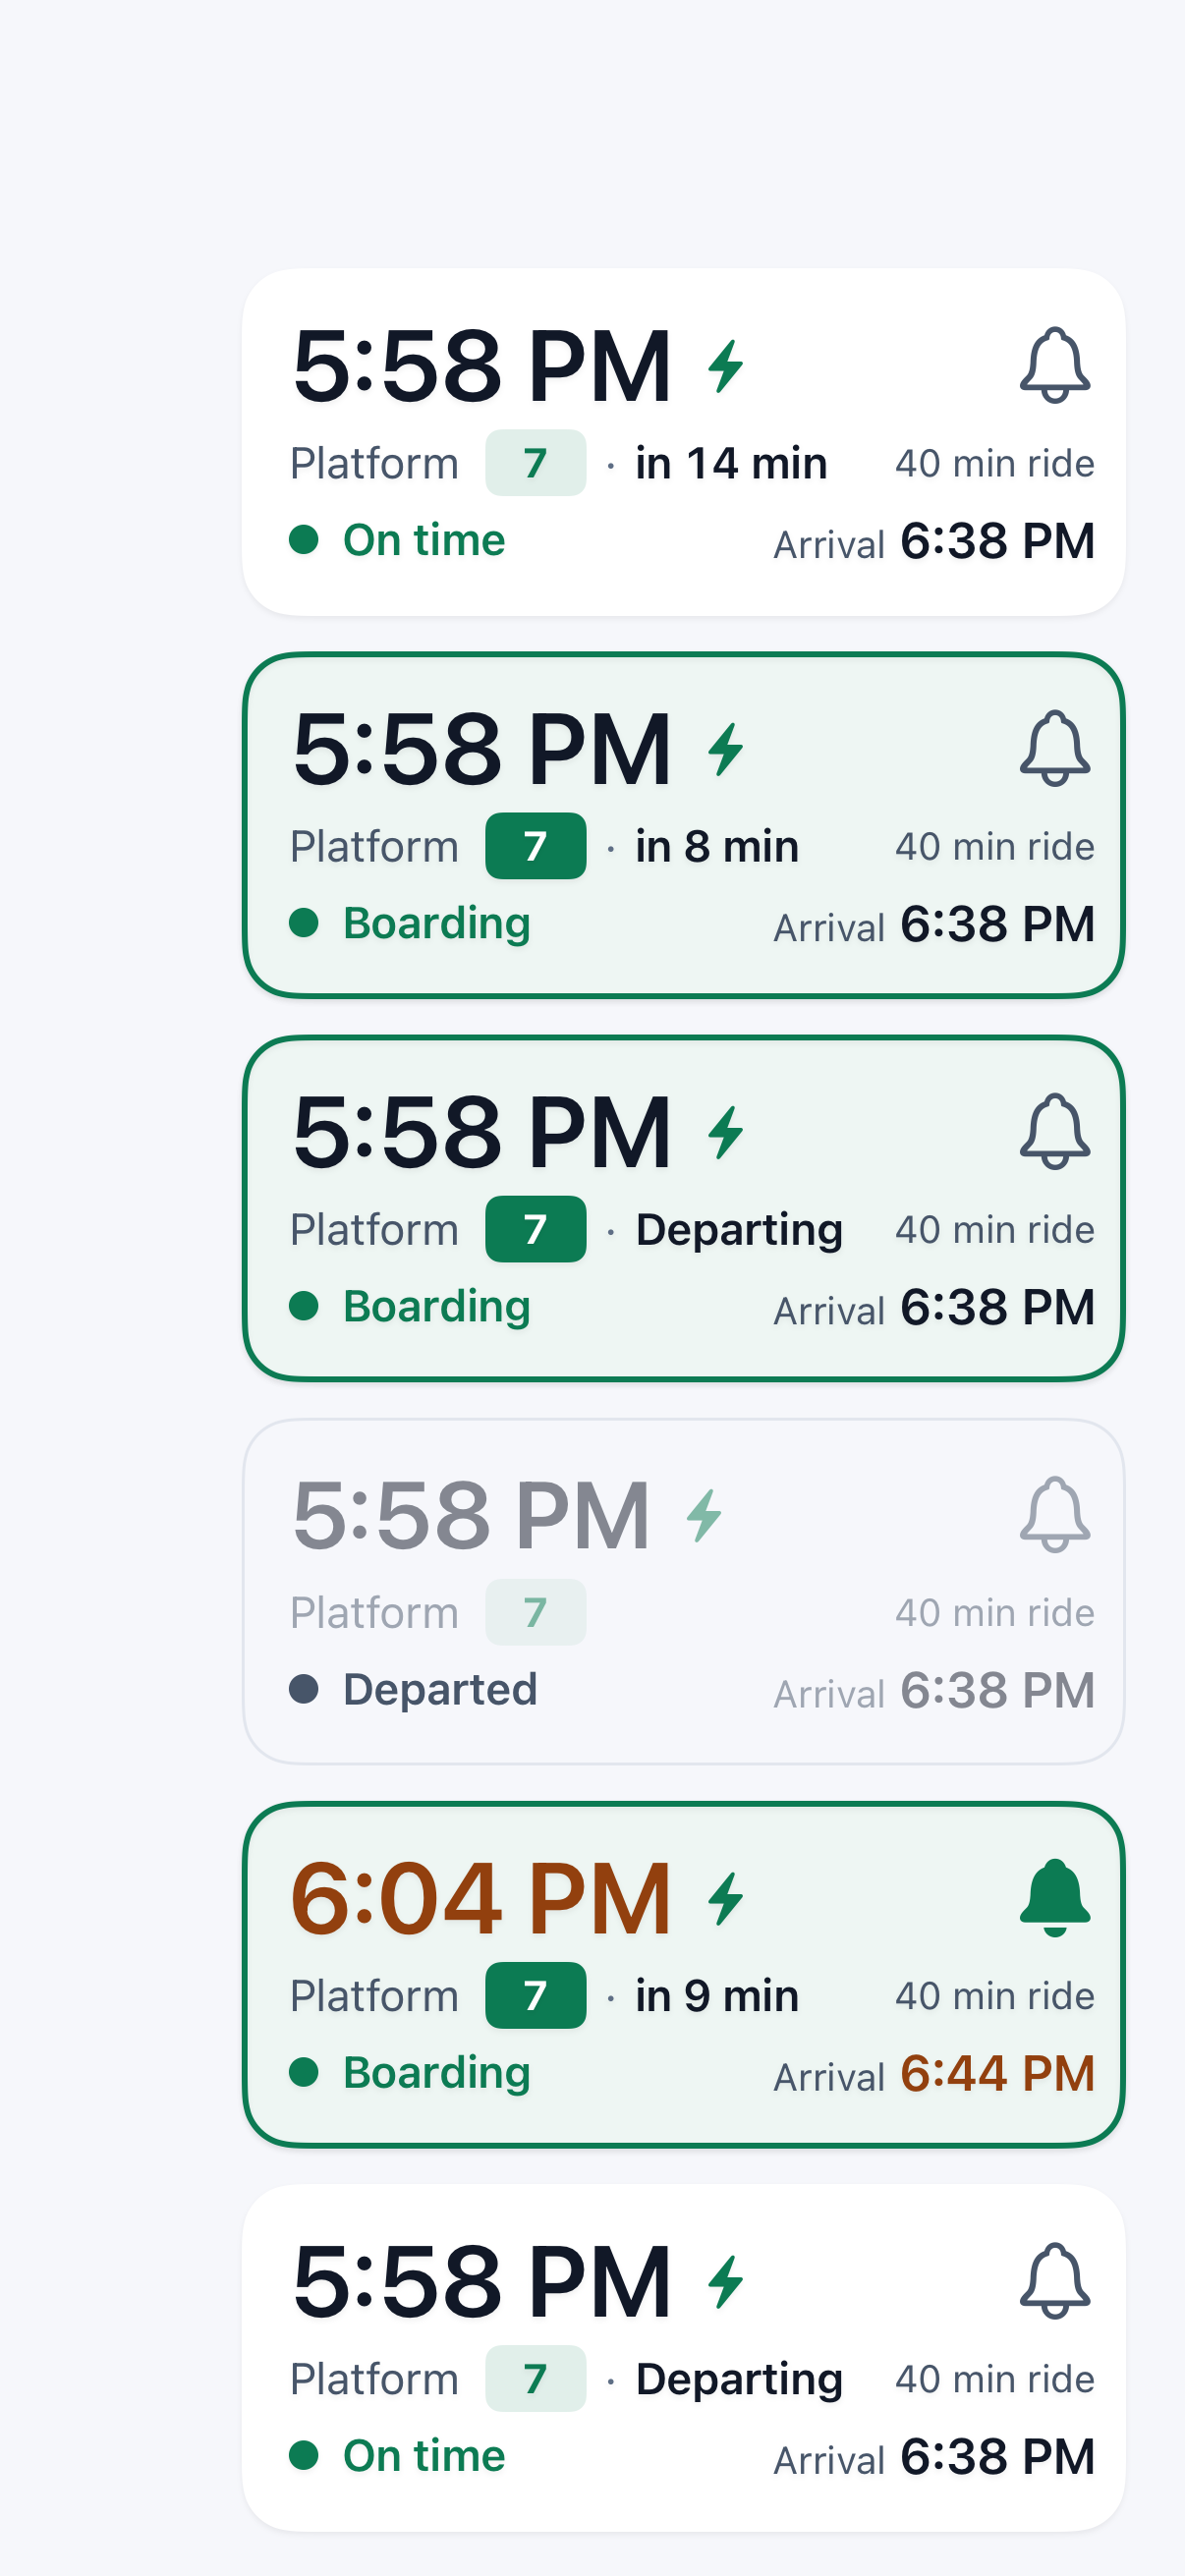 5:58 PM
Platform 7 · in 14 min 40 min ride
On time Arrival 6:38 PM
5:58 PM
Platform 7 · in 8 min 40 min ride
Boarding Arrival 6:38 PM
5:58 PM
Platform 7 · Departing 40 min ride
Boarding Arrival 6:38 PM
5:58 PM
Platform 7 40 min ride
Departed Arrival 6:38 PM
6:04 PM
Platform 7 · in 9 min 40 min ride
Boarding Arrival 6:44 PM
5:58 PM
Platform 7 · Departing 40 min ride
On time Arrival 6:38 PM